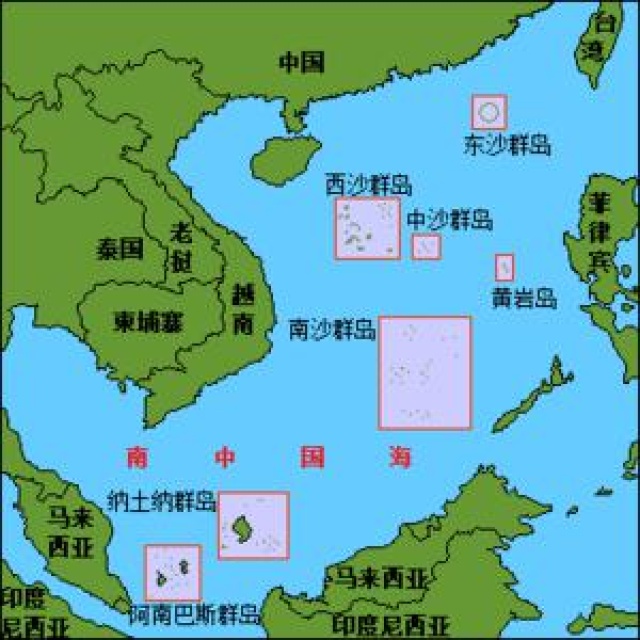 台湾
中国
东沙群岛
西沙群岛
中沙群岛
菲律宾
老挝
泰国
越南
黄岩岛
柬埔寨
南沙群岛
南中国海
纳土纳群岛
马来
西亚
马来西亚
印度
尼西亚
阿南巴斯群岛
印度尼西亚